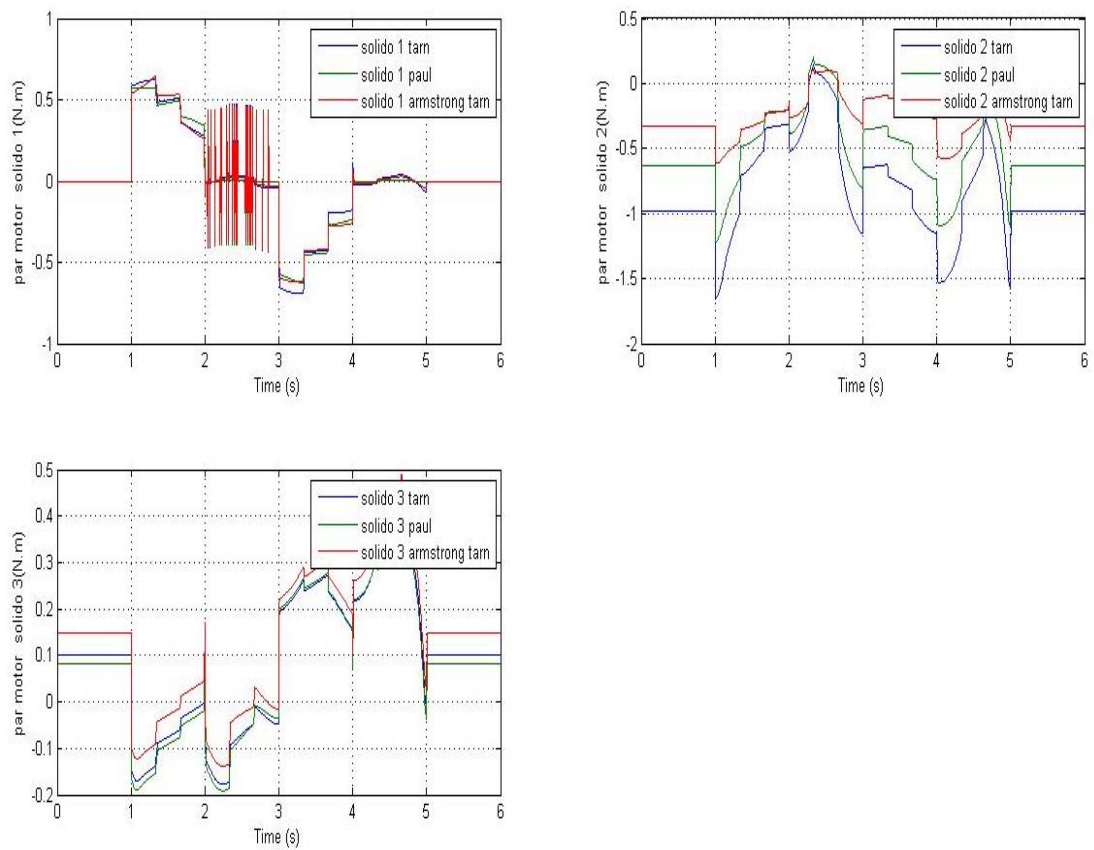 1
0.5
0
-0.5
-1
par motor solido 1(N.m)
solido 1 tarn
solido 1 paul
solido 1 armstrong tarn
0 1 2 3 4 5 6
Time (s)
0.5
0
-0.5
-1
-1.5
-2
par motor solido 2(N.m)
solido 2 tarn
solido 2 paul
solido 2 armstrong tarn
0 1 2 3 4 5 6
Time (s)
0.5
0.4
0.3
0.2
0.1
0
-0.1
-0.2
par motor solido 3(N.m)
solido 3 tarn
solido 3 paul
solido 3 armstrong tarn
0 1 2 3 4 5 6
Time (s)